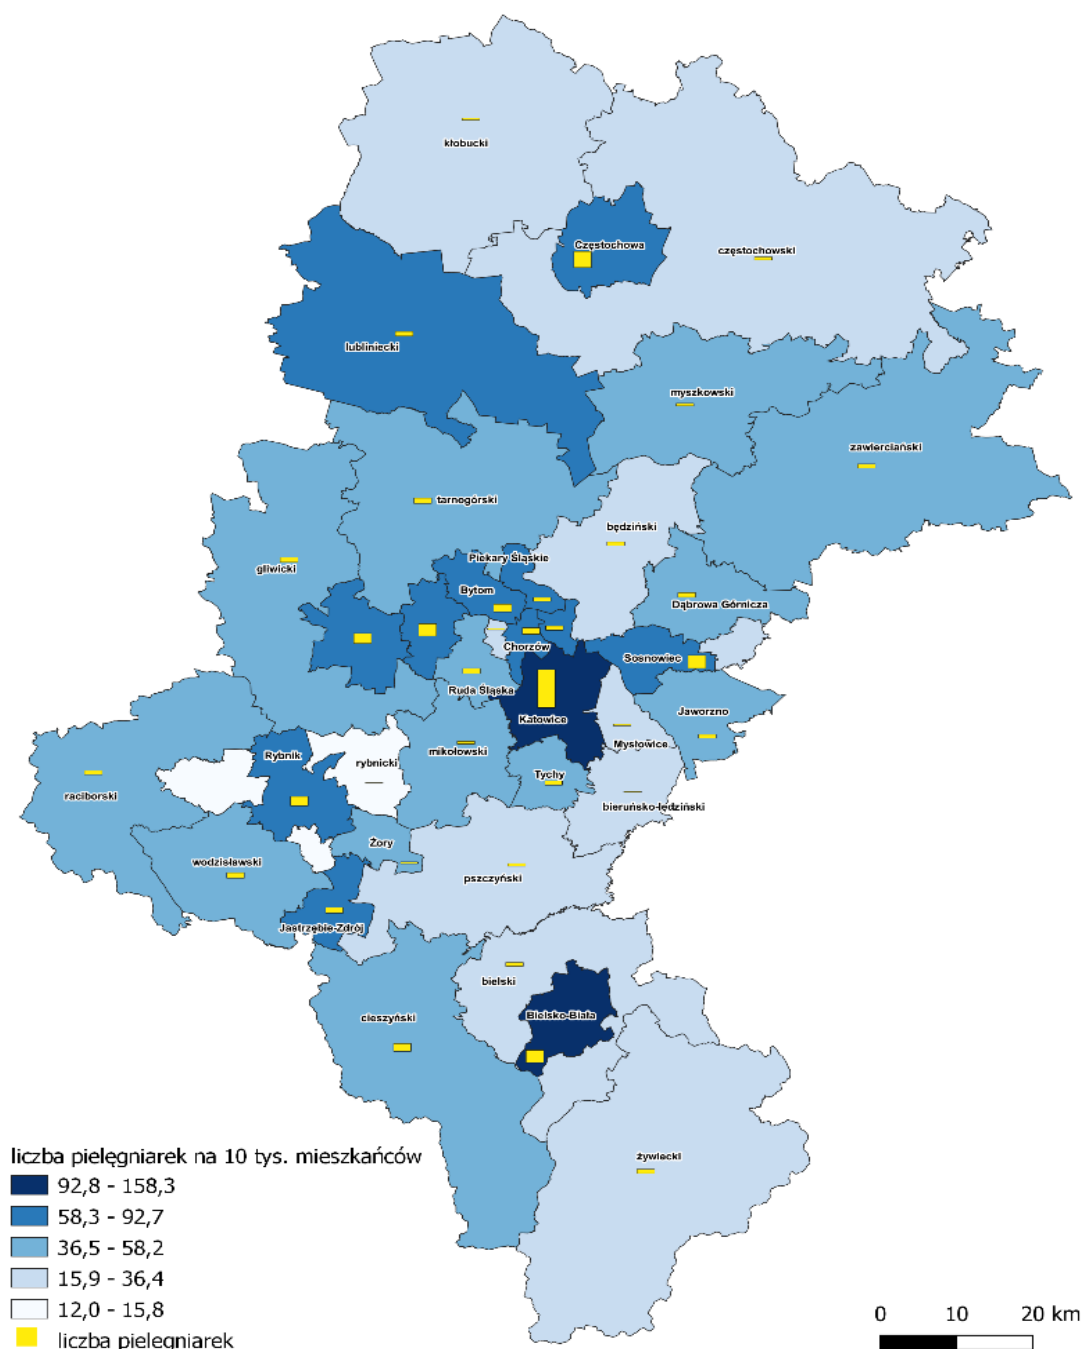 kłobucki
Częstochowa
częstochowski
lubliniecki
myszkowski
zawierciański
tarnogórski
będziński
Piekary Śląskie
gliwicki
Bytom
Dąbrowa Górnicza
Chorzów
Sosnowiec
Ruda Śląska
Katowice
Jaworzno
Mysłowice
mikołowski
Rybnik
rybnicki
Tychy
raciborski
bieruńsko-lędziński
Żory
wodzisławski
pszczyński
Jastrzębie-Zdrój
bielski
cieszyński
Bielsko-Biała
żywiecki
liczba pielęgniarek na 10 tys. mieszkańców
92,8 - 158,3
58,3 - 92,7
36,5 - 58,2
15,9 - 36,4
12,0 - 15,8
liczba pielegniarek
0 10 20 km